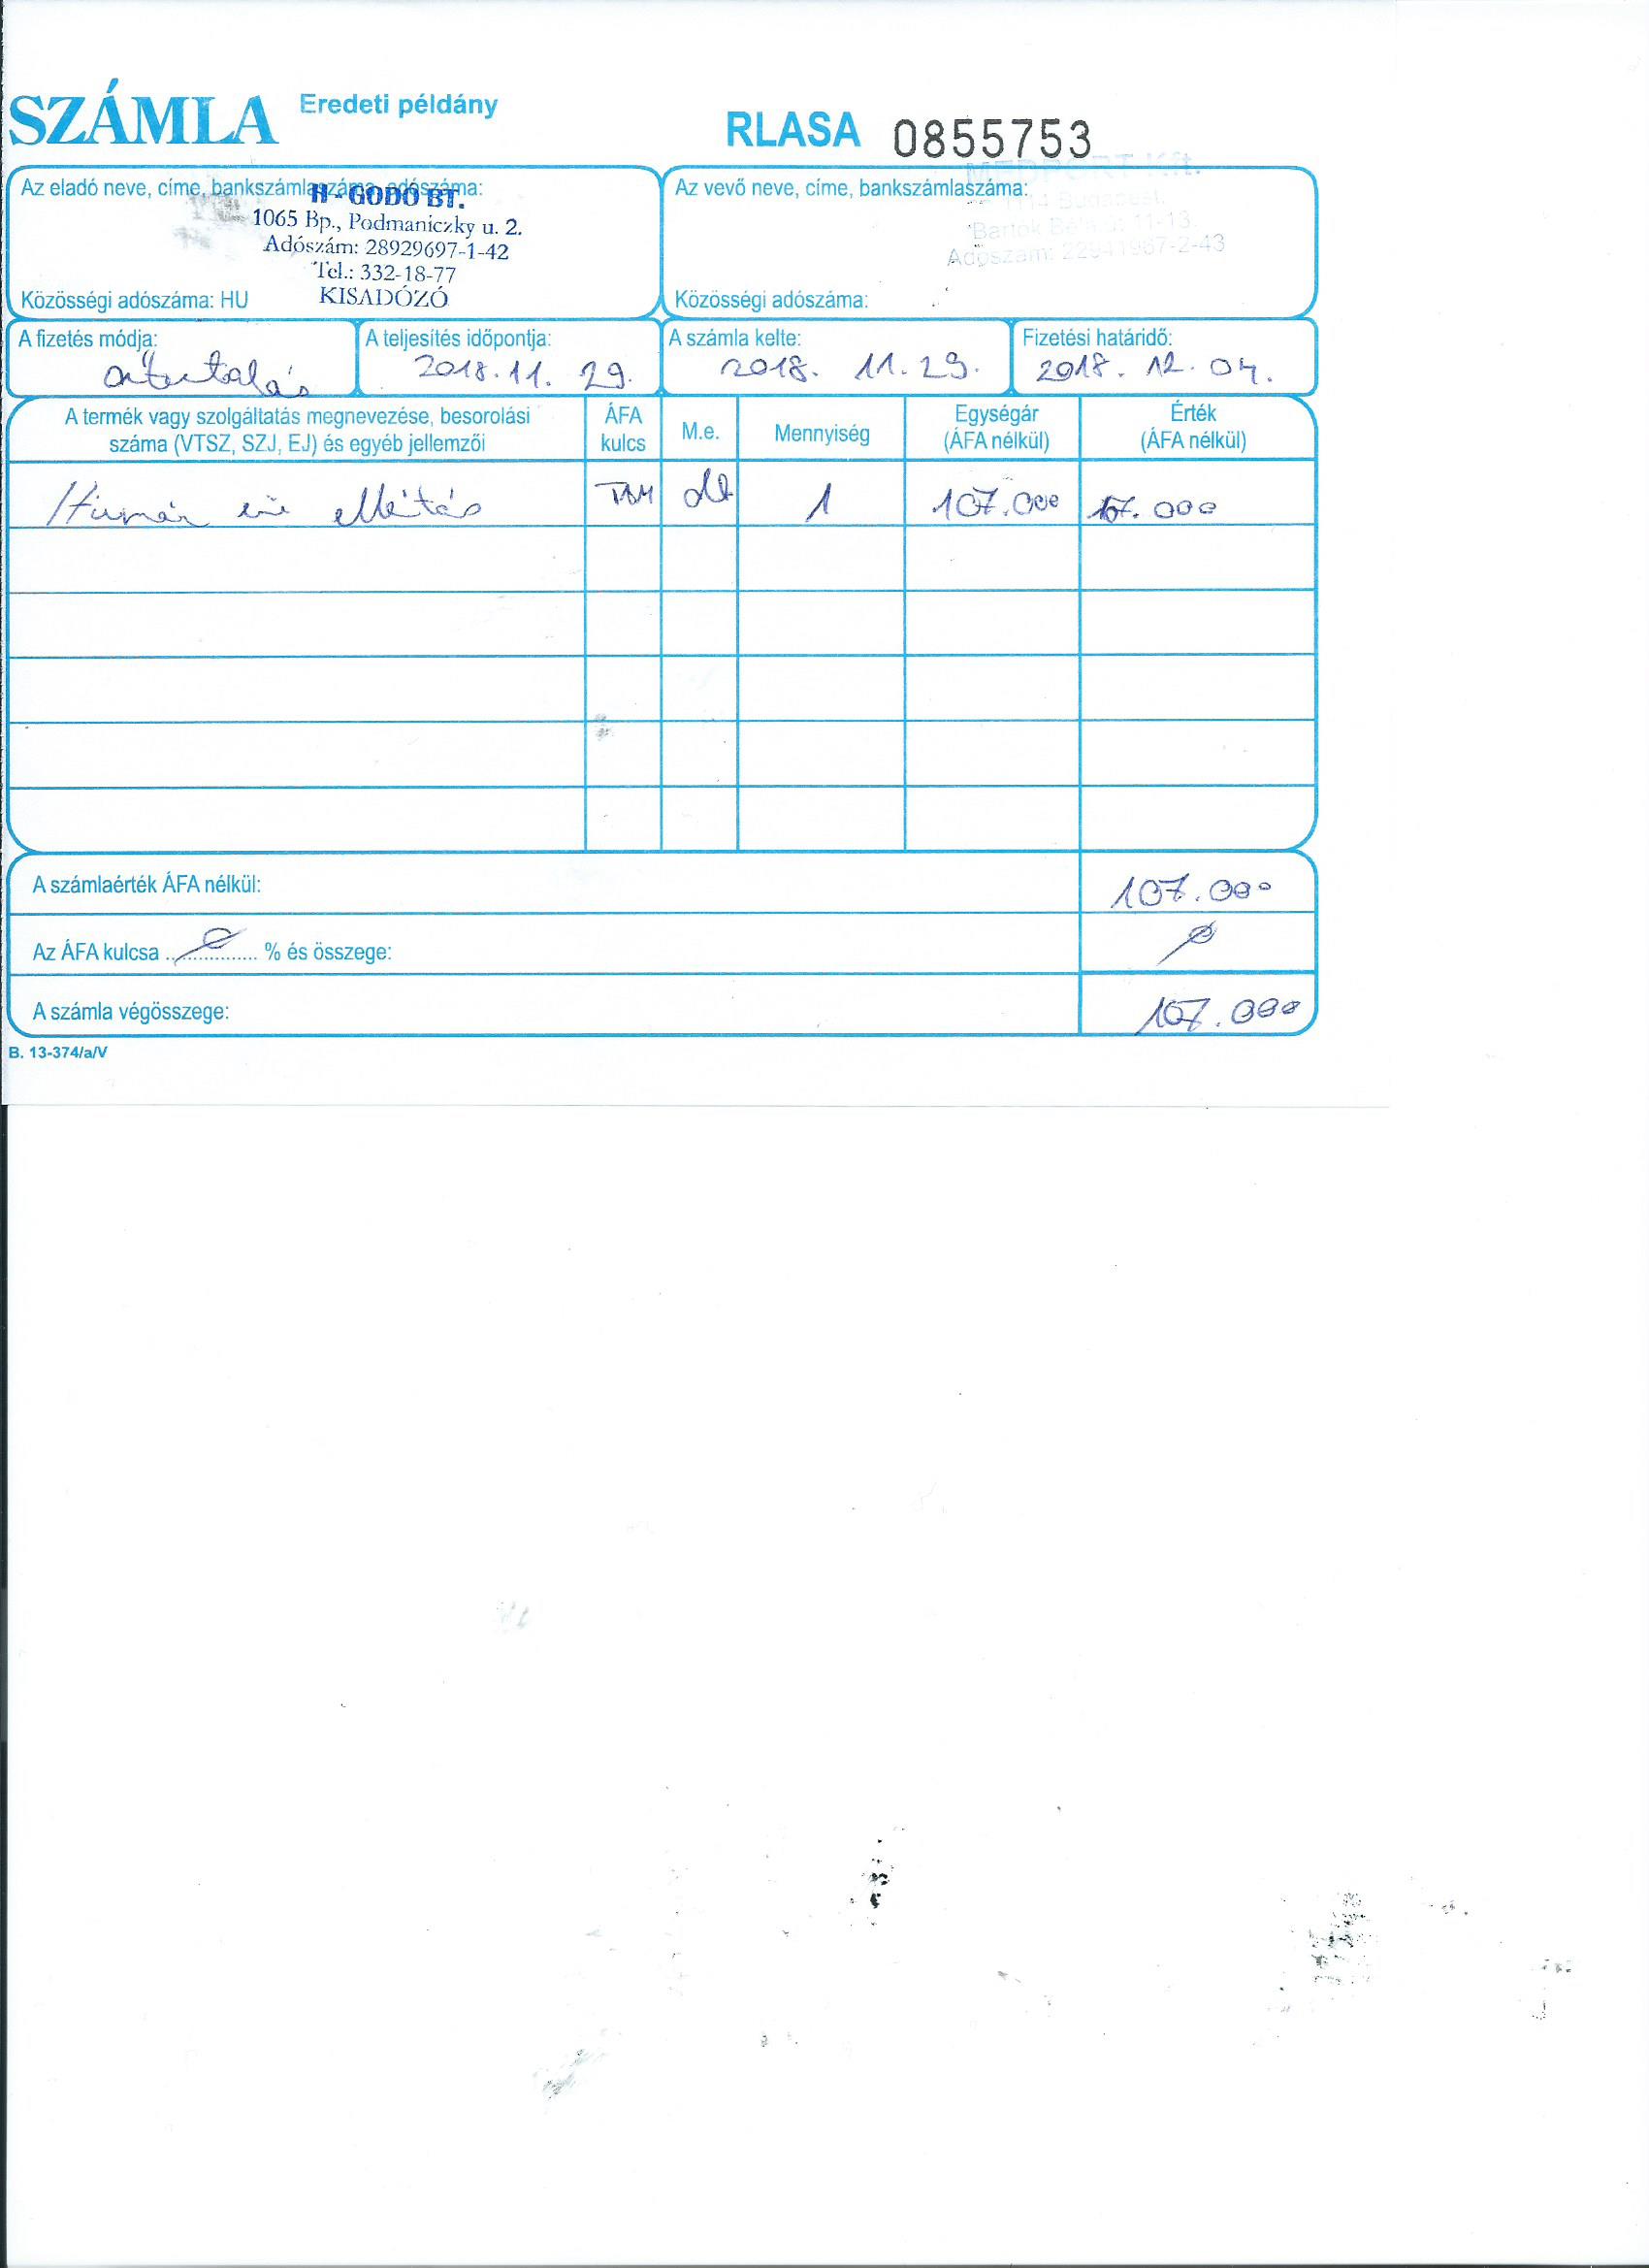 SZÁMLA Eredeti példány
RLASA 0855753
Az eladó neve, címe, bankszámlaszáma, adószáma:
H-GODO BT.
1065 Bp., Podmaniczky u. 2.
Adószám: 28929697-1-42
Tel.: 332-18-77
KISADÓZÓ
Közösségi adószáma: HU
Az vevő neve, címe, bankszámlaszáma:
MEDPORT Kft.
1114 Budapest,
Bartók Béla 11-13.
Adószám: 22941987-2-43
Közösségi adószáma:
A fizetés módja: A teljesítés időpontja: A számla kelte: Fizetési határidő:
átutalás 2018.11.29. 2018.11.29. 2018.12.04.
A termék vagy szolgáltatás megnevezése, besorolási száma (VTSZ, SZJ, EJ) és egyéb jellemzői ÁFA kulcs M.e. Mennyiség Egységár (ÁFA nélkül) Érték (ÁFA nélkül)
Humán eü ellátás 1 107.000 107.000
A számlaérték ÁFA nélkül: 107.000
Az ÁFA kulcsa .............. % és összege:
A számla végösszege: 107.000
B. 13-374/a/V